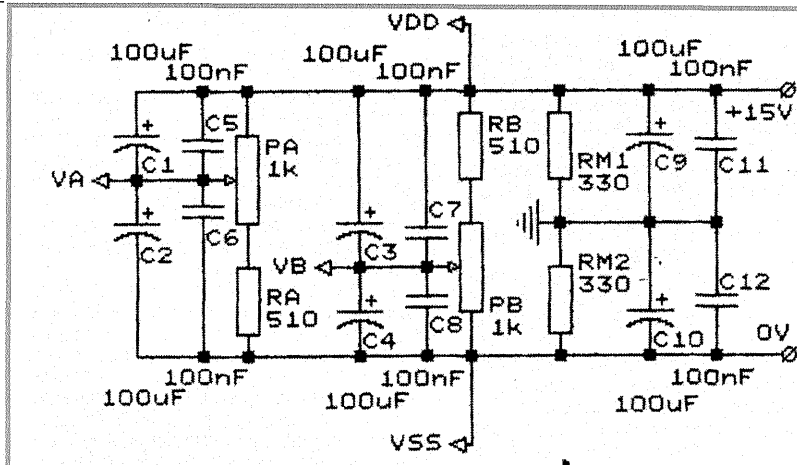 VDD
100uF
100nF
100uF
100nF
100uF
100nF
+15V
C5
PA
1k
RB
510
RM1
330
C9
C11
VA
C1
C2
C6
C7
C3
VB
RA
510
C4
C8
PB
1k
RM2
330
C10
C12
0V
100nF
100uF
100nF
100uF
100nF
100uF
VSS